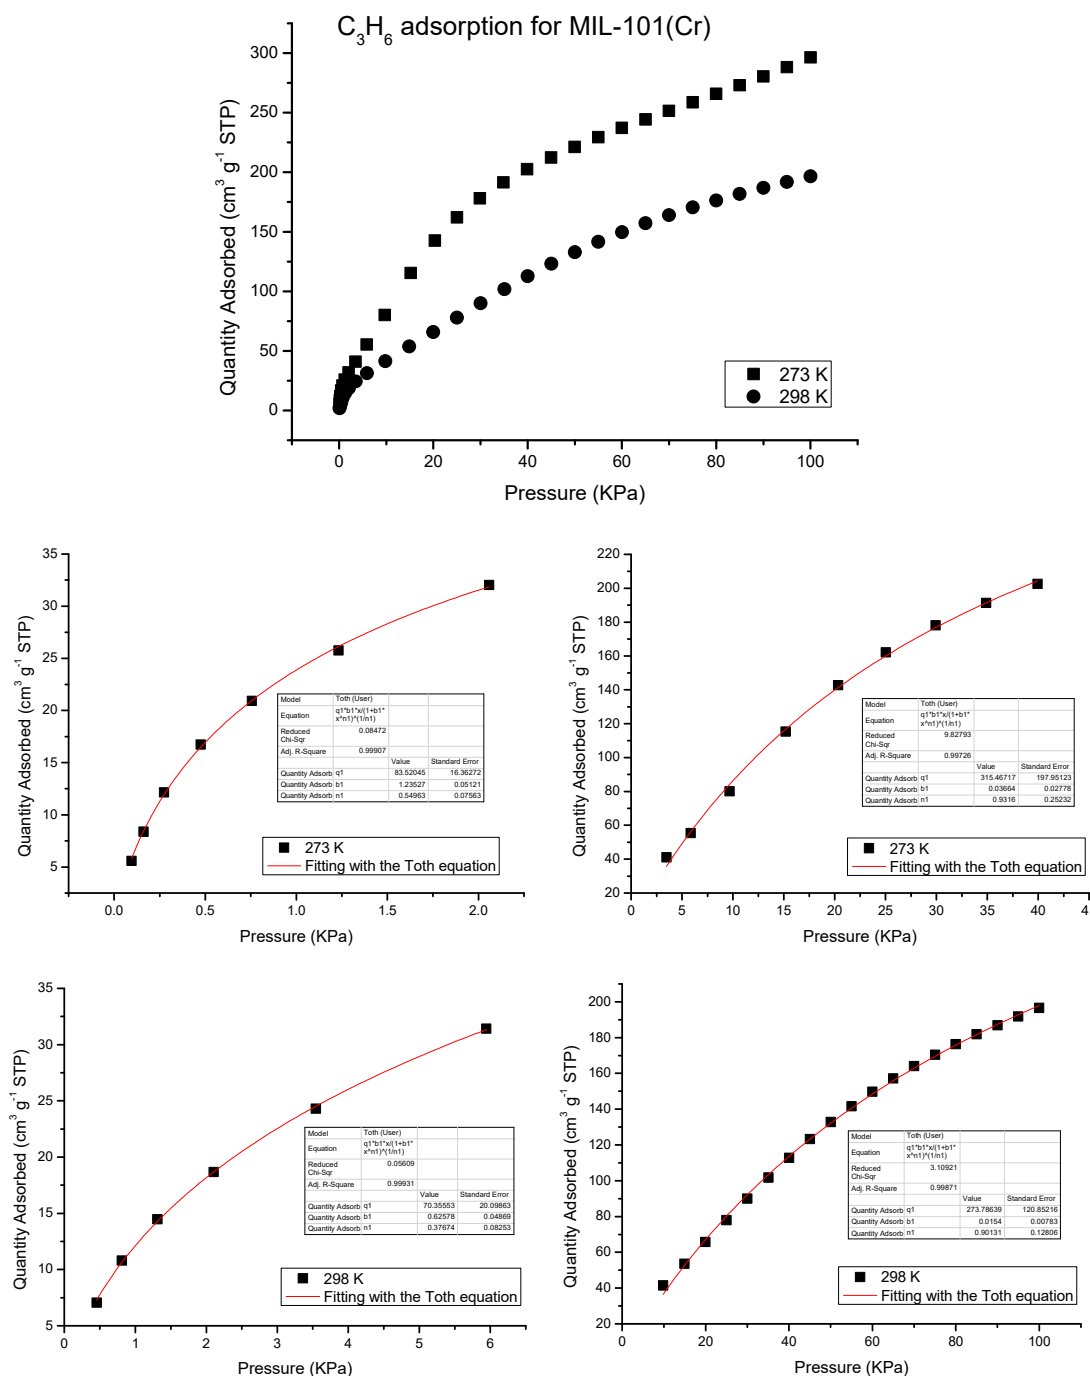 C₃H₆ adsorption for MIL-101(Cr)
300
250
200
150
100
50
0
Quantity Adsorbed (cm³ g⁻¹ STP)
273 K
298 K
0 20 40 60 80 100
Pressure (KPa)
35
30
25
20
15
10
5
Quantity Adsorbed (cm³ g⁻¹ STP)
Model Toth (User)
Equation q1*b1*x/(1+b1*
x^n1)^(1/n1)
Reduced
Chi-Sqr 0.08472
Adj. R-Square 0.99907
Value Standard Error
Quantity Adsorb q1 83.52045 16.36272
Quantity Adsorb b1 1.23527 0.05121
Quantity Adsorb n1 0.54963 0.07563
273 K
Fitting with the Toth equation
0.0 0.5 1.0 1.5 2.0
Pressure (KPa)
220
200
180
160
140
120
100
80
60
40
20
Quantity Adsorbed (cm³ g⁻¹ STP)
Model Toth (User)
Equation q1*b1*x/(1+b1*
x^n1)^(1/n1)
Reduced
Chi-Sqr 9.82793
Adj. R-Square 0.99726
Value Standard Error
Quantity Adsorb q1 315.46717 197.95123
Quantity Adsorb b1 0.03664 0.02778
Quantity Adsorb n1 0.9316 0.25232
273 K
Fitting with the Toth equation
0 5 10 15 20 25 30 35 40 4
Pressure (KPa)
35
30
25
20
15
10
5
Quantity Adsorbed (cm³ g⁻¹ STP)
Model Toth (User)
Equation q1*b1*x/(1+b1*
x^n1)^(1/n1)
Reduced
Chi-Sqr 0.05609
Adj. R-Square 0.99931
Value Standard Error
Quantity Adsorb q1 70.35553 20.09863
Quantity Adsorb b1 0.62578 0.04869
Quantity Adsorb n1 0.37674 0.08253
298 K
Fitting with the Toth equation
0 1 2 3 4 5 6
Pressure (KPa)
200
180
160
140
120
100
80
60
40
20
Quantity Adsorbed (cm³ g⁻¹ STP)
Model Toth (User)
Equation q1*b1*x/(1+b1*
x^n1)^(1/n1)
Reduced
Chi-Sqr 3.10921
Adj. R-Square 0.99871
Value Standard Error
Quantity Adsorb q1 273.78639 120.85216
Quantity Adsorb b1 0.0154 0.00783
Quantity Adsorb n1 0.90131 0.12806
298 K
Fitting with the Toth equation
0 20 40 60 80 100
Pressure (KPa)